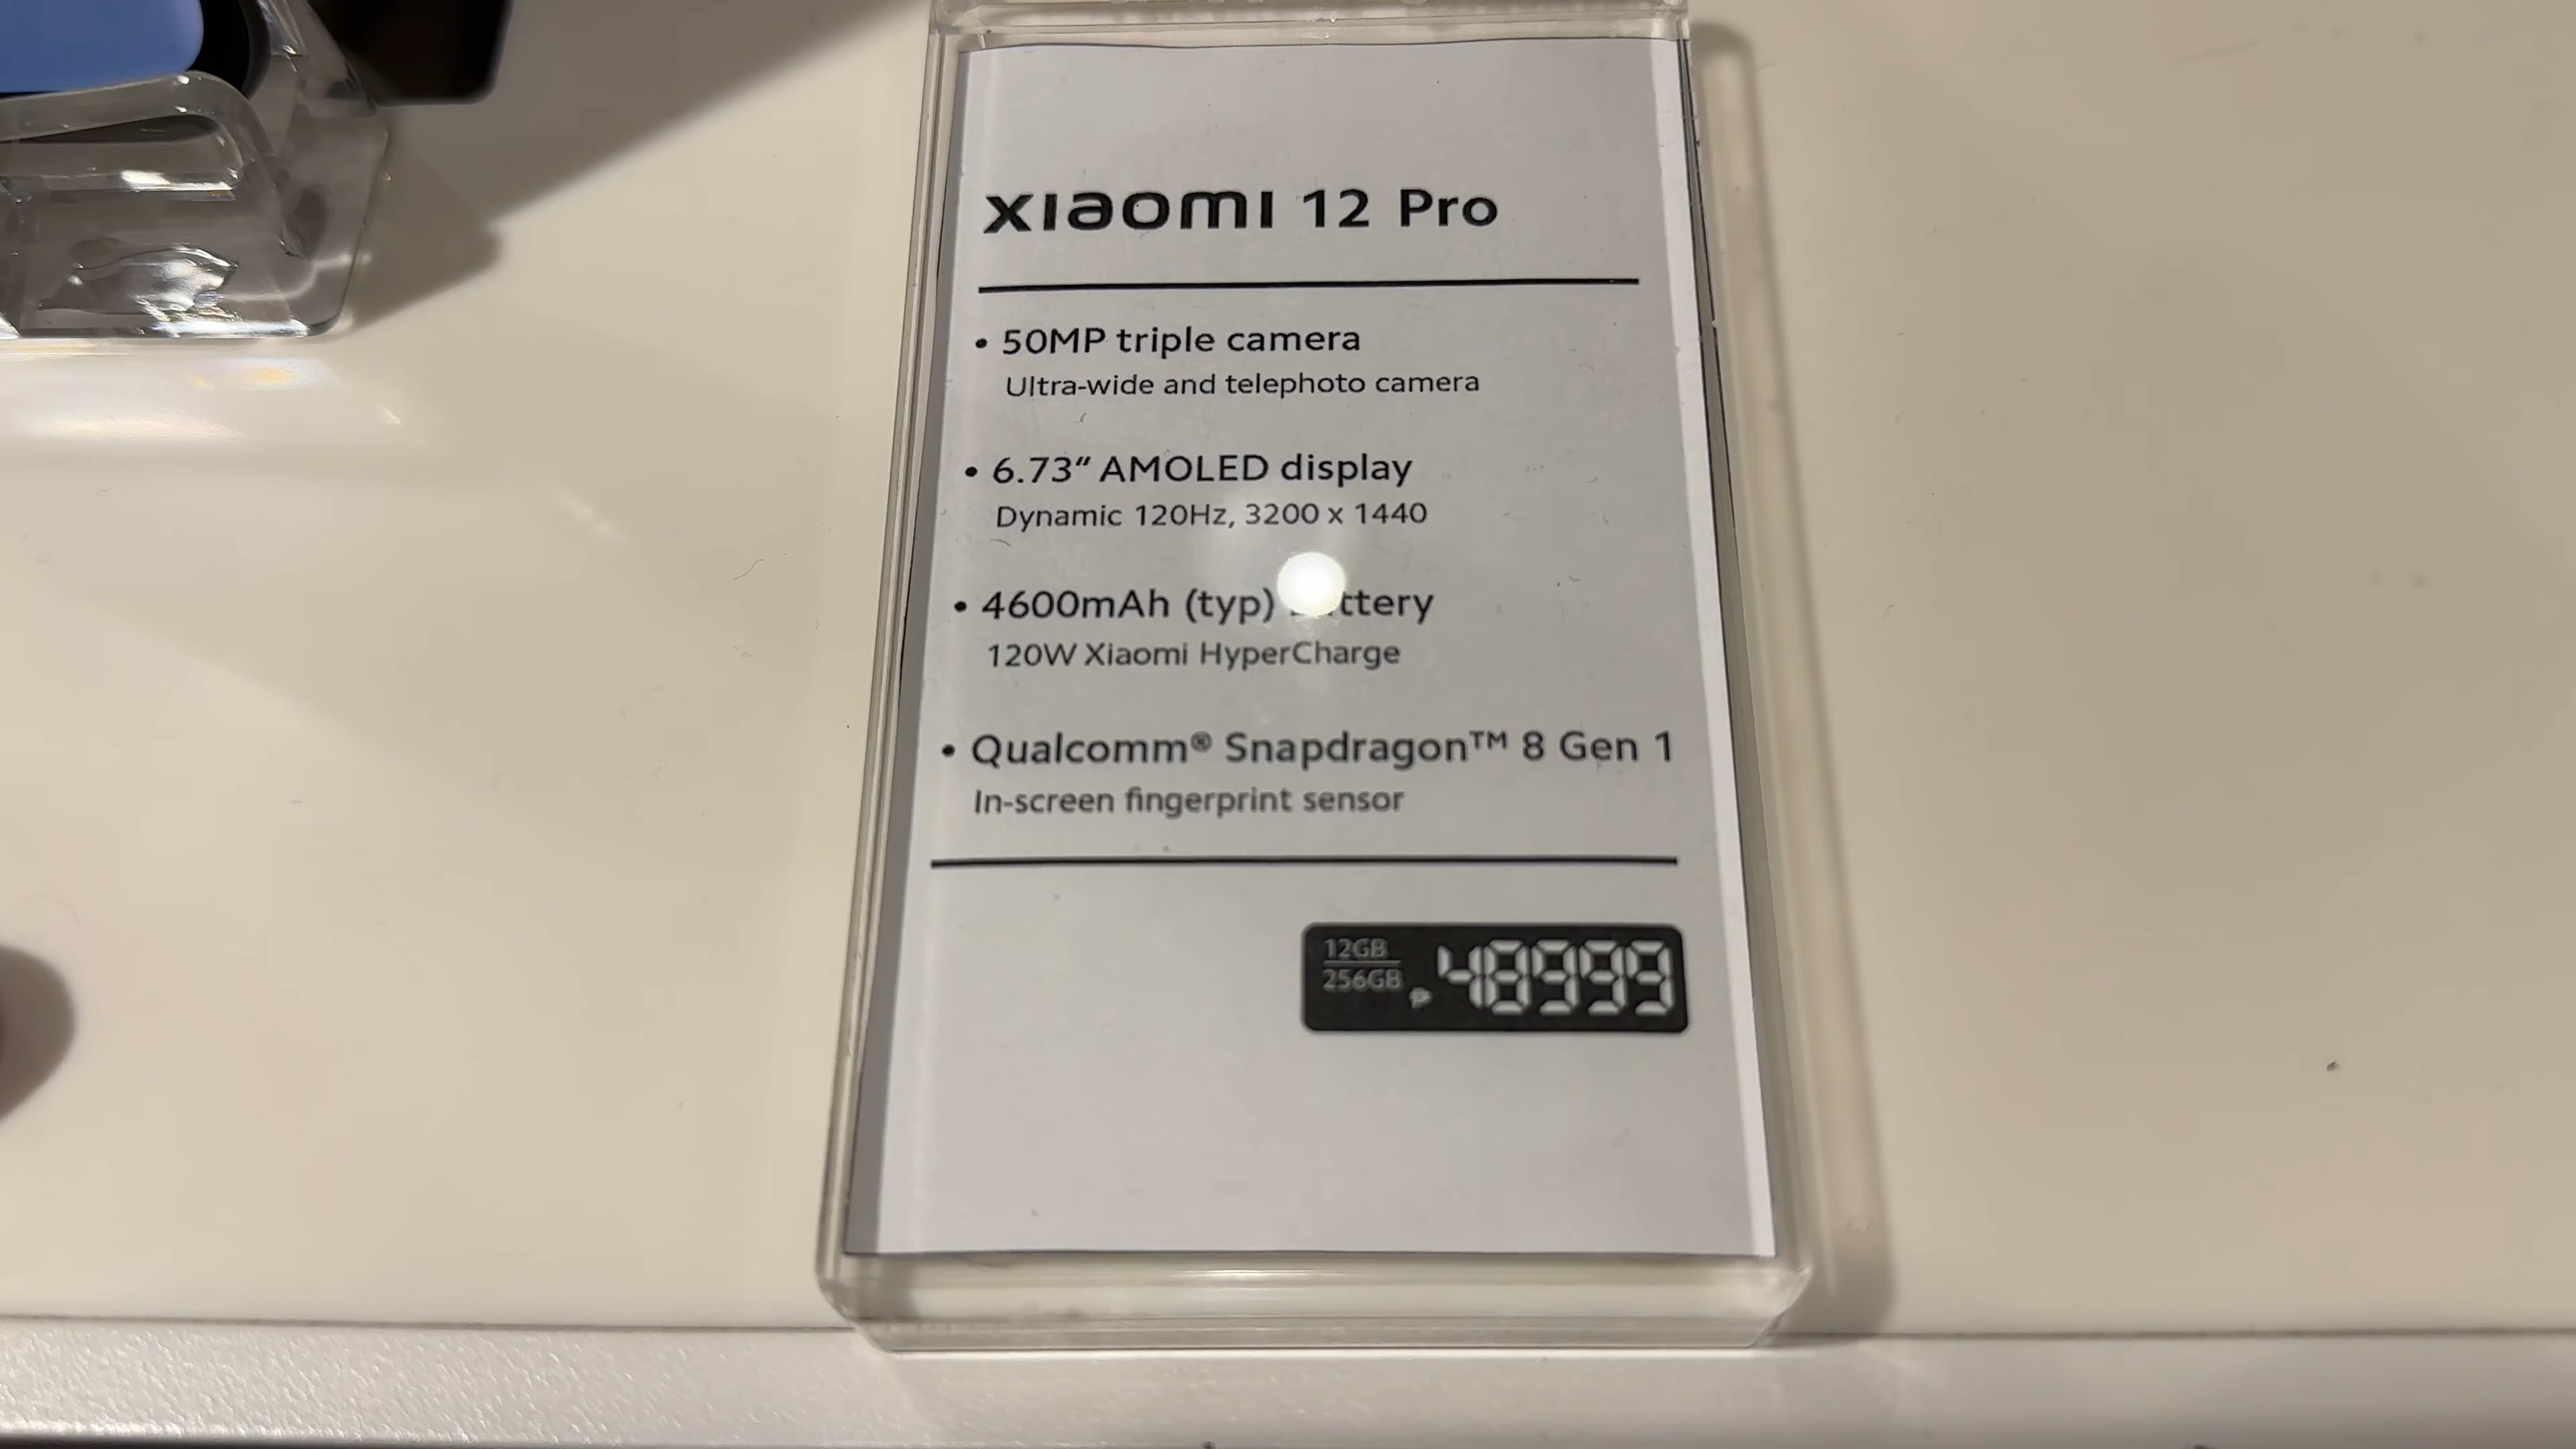 xiaomi 12 Pro
• 50MP triple camera
Ultra-wide and telephoto camera
• 6.73" AMOLED display
Dynamic 120Hz, 3200 x 1440
• 4600mAh (typ)
120W Xiaomi HyperCharge
• Qualcomm® Snapdragon™ 8 Gen 1
In-screen fingerprint sensor
12GB
256GB
₱48999